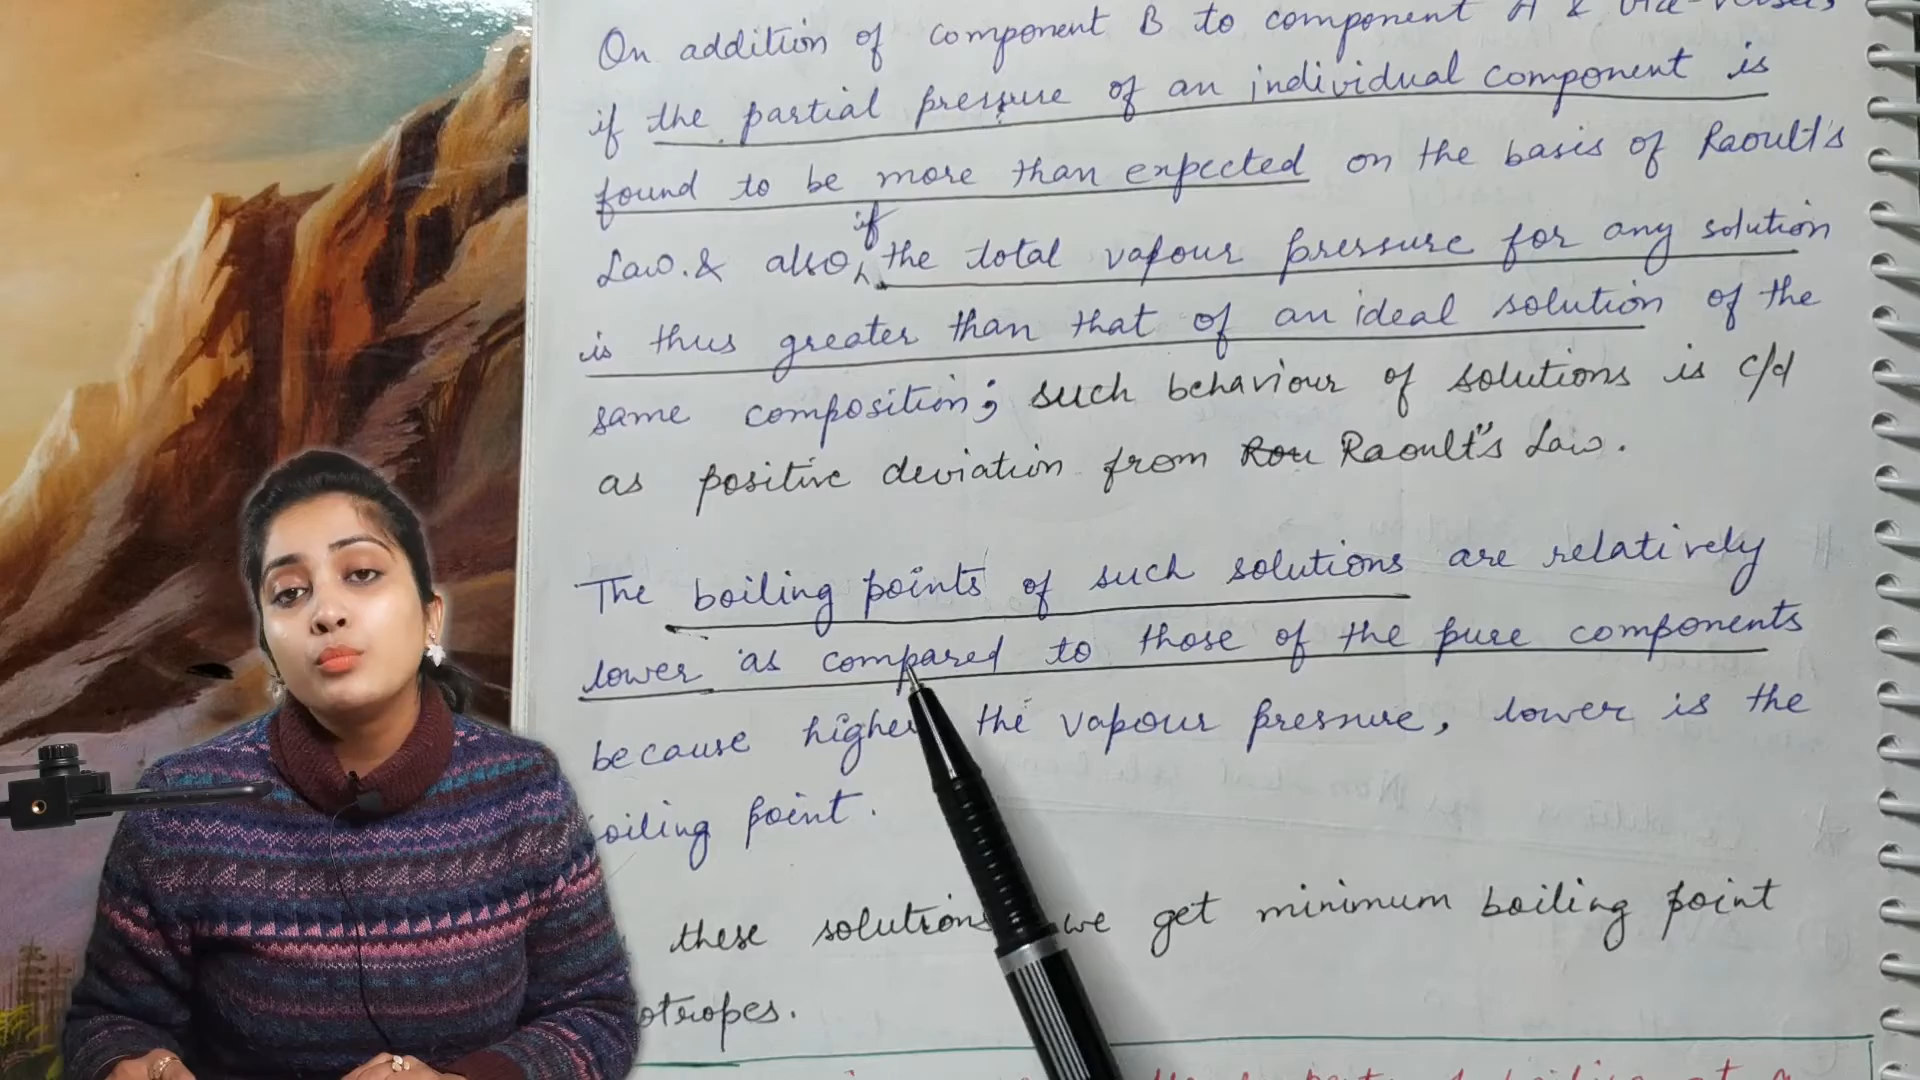 On addition of component B to component A & vice-versa,
if the partial pressure of an individual component is
found to be more than expected on the basis of Raoult's
Law. & also, if the total vapour pressure for any solution
is thus greater than that of an ideal solution of the
same composition; such behaviour of solutions is c/d
as positive deviation from Rou Raoult's Law.
The boiling points of such solutions are relatively
lower as compared to those of the pure components
because higher the vapour pressure, lower is the
oiling point.
these solutions we get minimum boiling point
otropes.